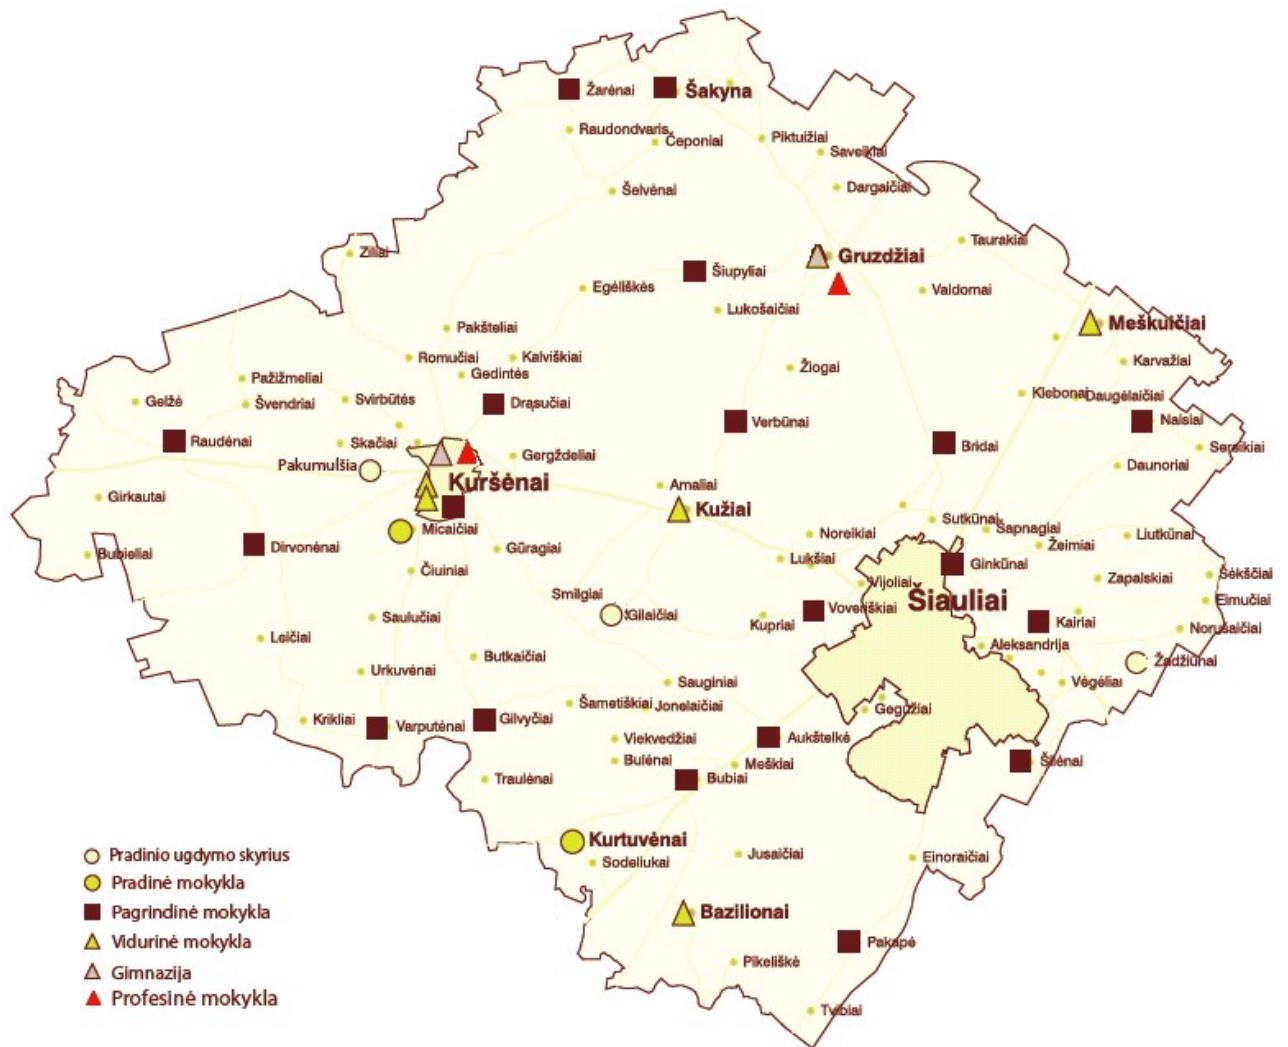 Žarėnai
Šakyna
Raudondvaris
Čeponiai
Piktuižiai
Saveikiai
Dargaičiai
Šelvėnai
Ziliai
Taurakiai
Gruzdžiai
Šiupyliai
Egėliškės
Valdomai
Lukošaičiai
Meškuičiai
Pakšteliai
Romučiai
Kalviškiai
Gedintės
Žiogai
Karvažiai
Pažižmeliai
Gelžė
Švendriai
Svirbūtės
Drąsučiai
Klebonai
Daugėlaičiai
Verbūnai
Naisiai
Raudėnai
Skačiai
Bridai
Sereikiai
Pakumulšia
Gergždeliai
Daunoriai
Kuršėnai
Amaliai
Girkautai
Kužiai
Micaičiai
Noreikiai
Sutkūnai
Šapnagiai
Liutkūnai
Dirvonėnai
Gūragiai
Žeimiai
Bubieliai
Lukšiai
Ginkūnai
Čiuiniai
Vijoliai
Zapalskiai
Sėkščiai
Smilgiai
Šiauliai
Eimučiai
Gilaičiai
Voveriškiai
Saulučiai
Kupriai
Kairiai
Norušaičiai
Leičiai
Aleksandrija
Butkaičiai
Žadžiūnai
Urkuvėnai
Sauginiai
Vėgėliai
Šametiškiai
Jonelaičiai
Gegužiai
Krikliai
Varputėnai
Gilvyčiai
Viekvedžiai
Aukštelkė
Bulėnai
Meškiai
Šilėnai
Traulėnai
Bubiai
Kurtuvėnai
Jusaičiai
Einoraičiai
Sodeliukai
Bazilionai
Pakapė
Pikeliškė
Tvibiai
Pradinio ugdymo skyrius
Pradinė mokykla
Pagrindinė mokykla
Vidurinė mokykla
Gimnazija
Profesinė mokykla